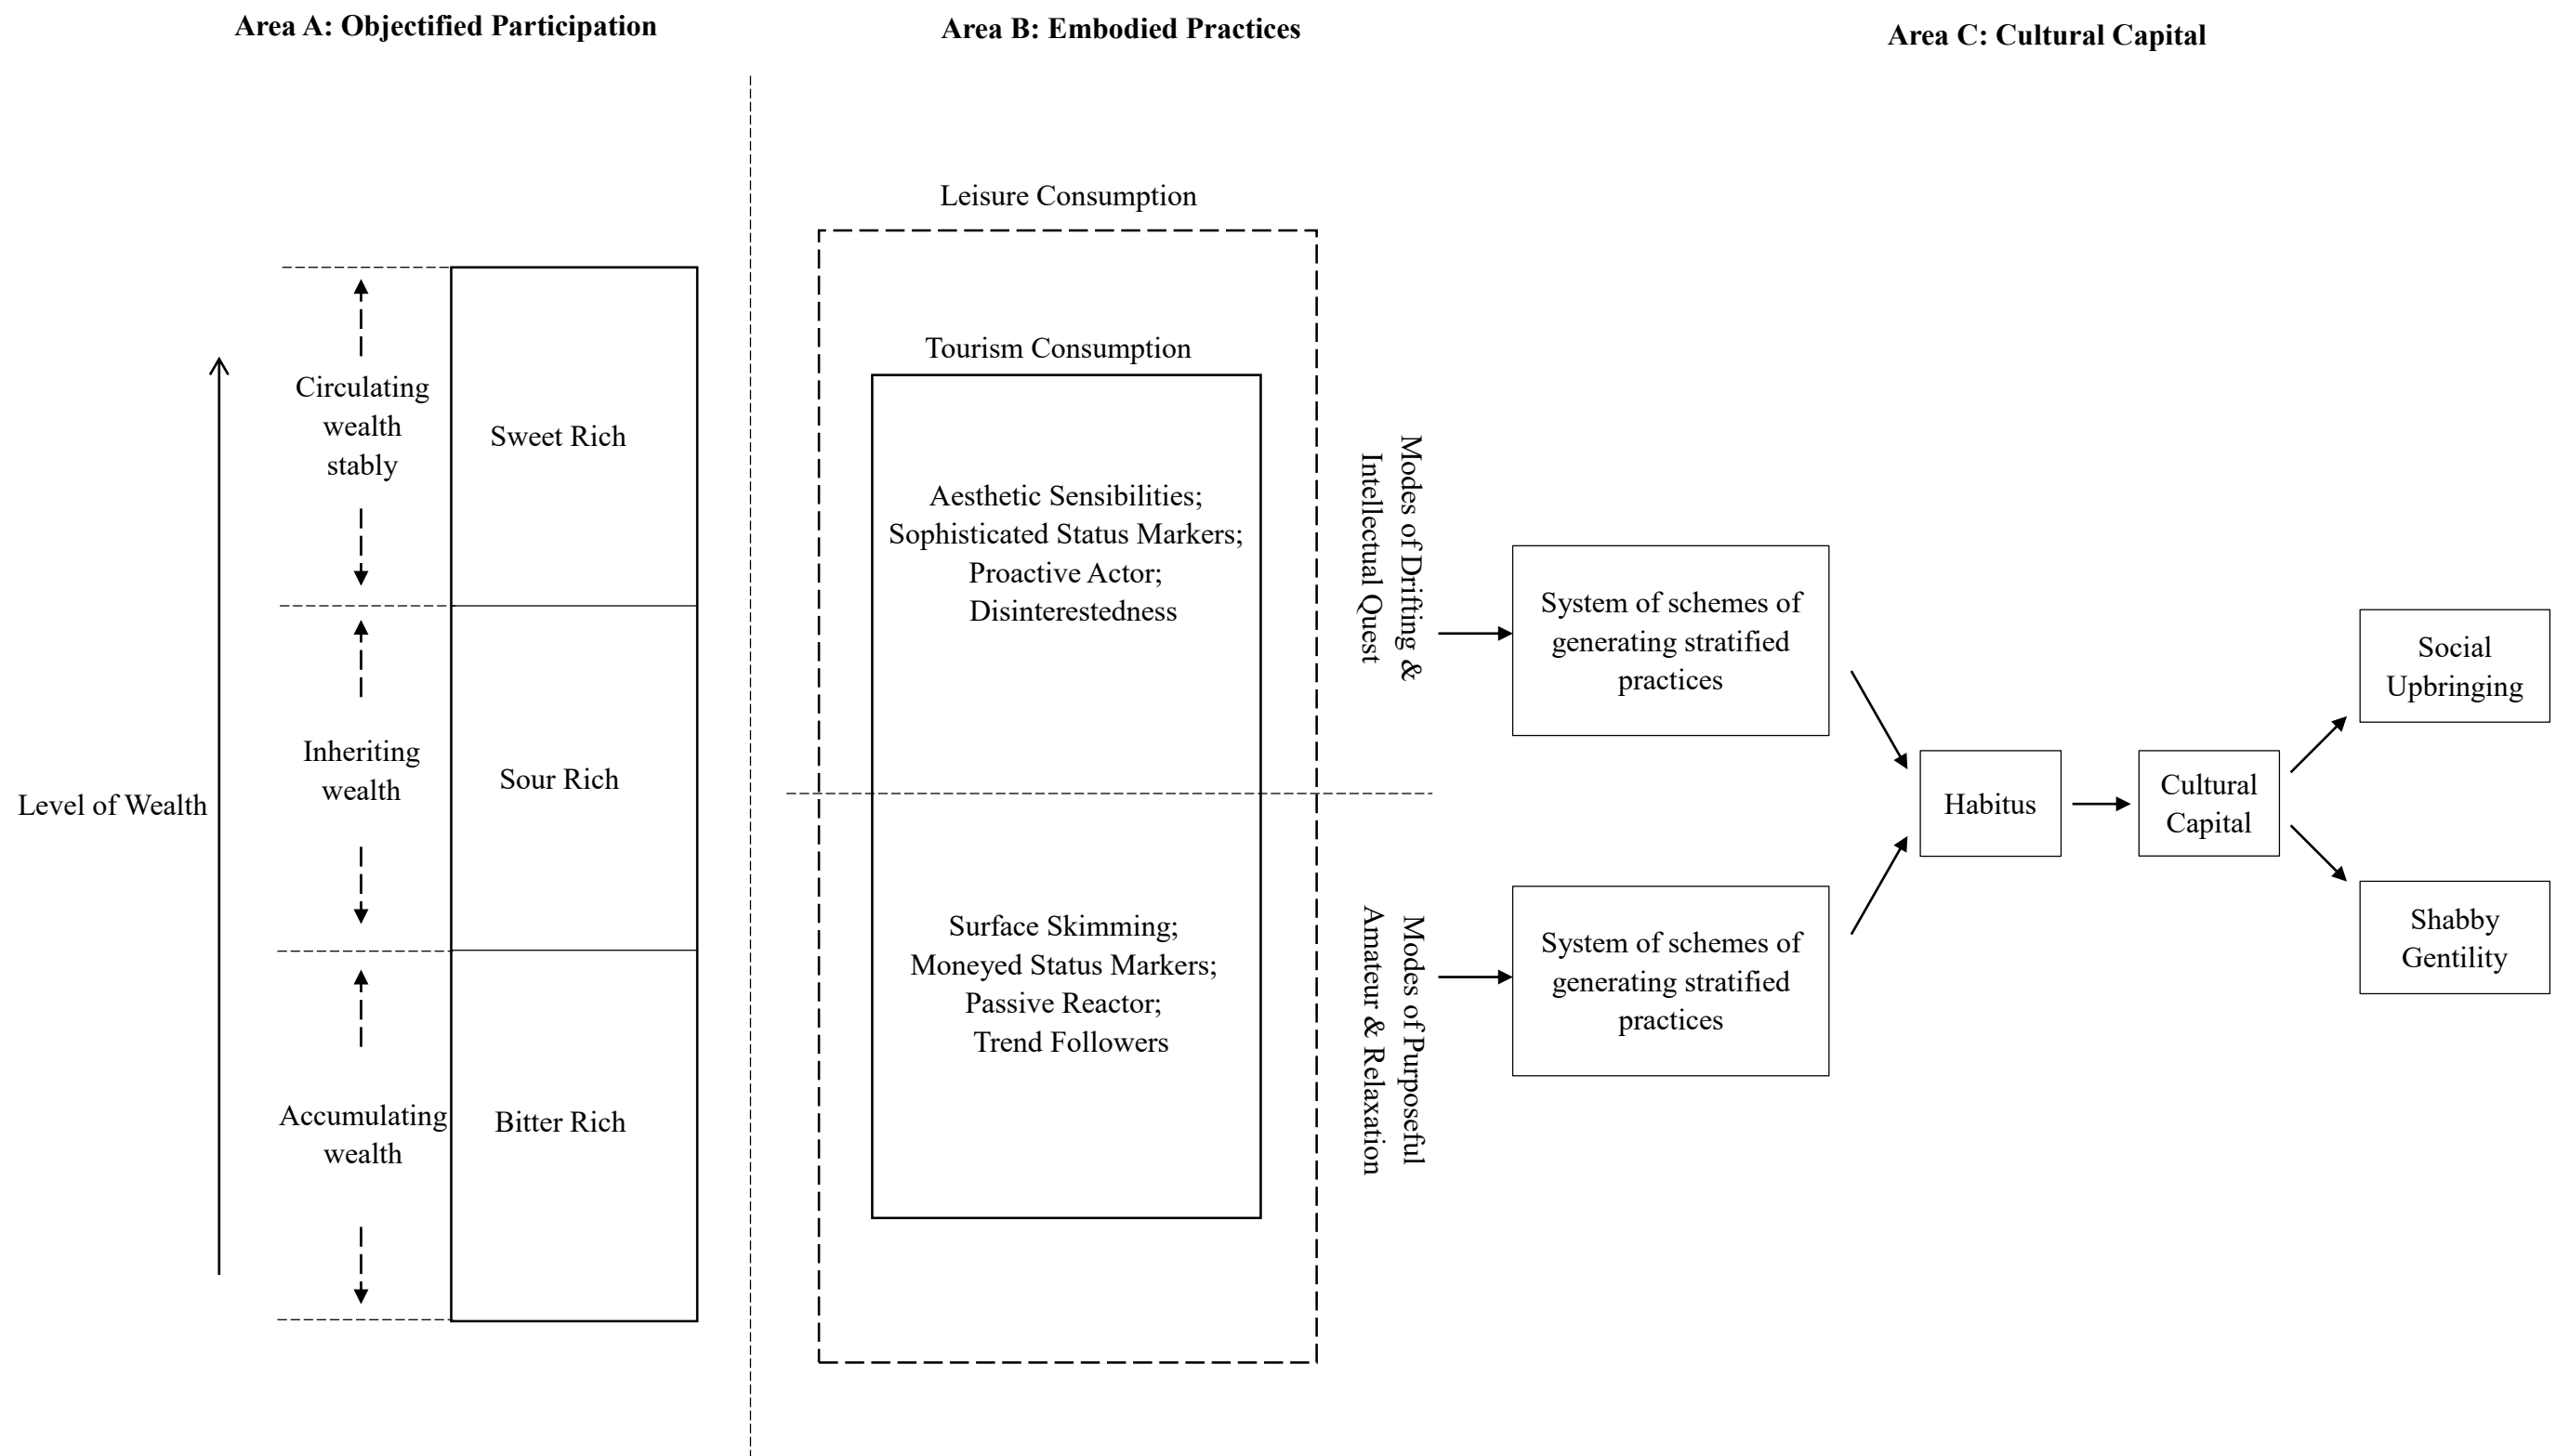 Area A: Objectified Participation
Area B: Embodied Practices
Area C: Cultural Capital
Level of Wealth
Circulating
wealth
stably
Sweet Rich
Inheriting
wealth
Sour Rich
Accumulating
wealth
Bitter Rich
Leisure Consumption
Tourism Consumption
Aesthetic Sensibilities;
Sophisticated Status Markers;
Proactive Actor;
Disinterestedness
Surface Skimming;
Moneyed Status Markers;
Passive Reactor;
Trend Followers
Modes of Drifting &
Intellectual Quest
Modes of Purposeful
Amateur & Relaxation
System of schemes of
generating stratified
practices
System of schemes of
generating stratified
practices
Habitus
Cultural
Capital
Social
Upbringing
Shabby
Gentility